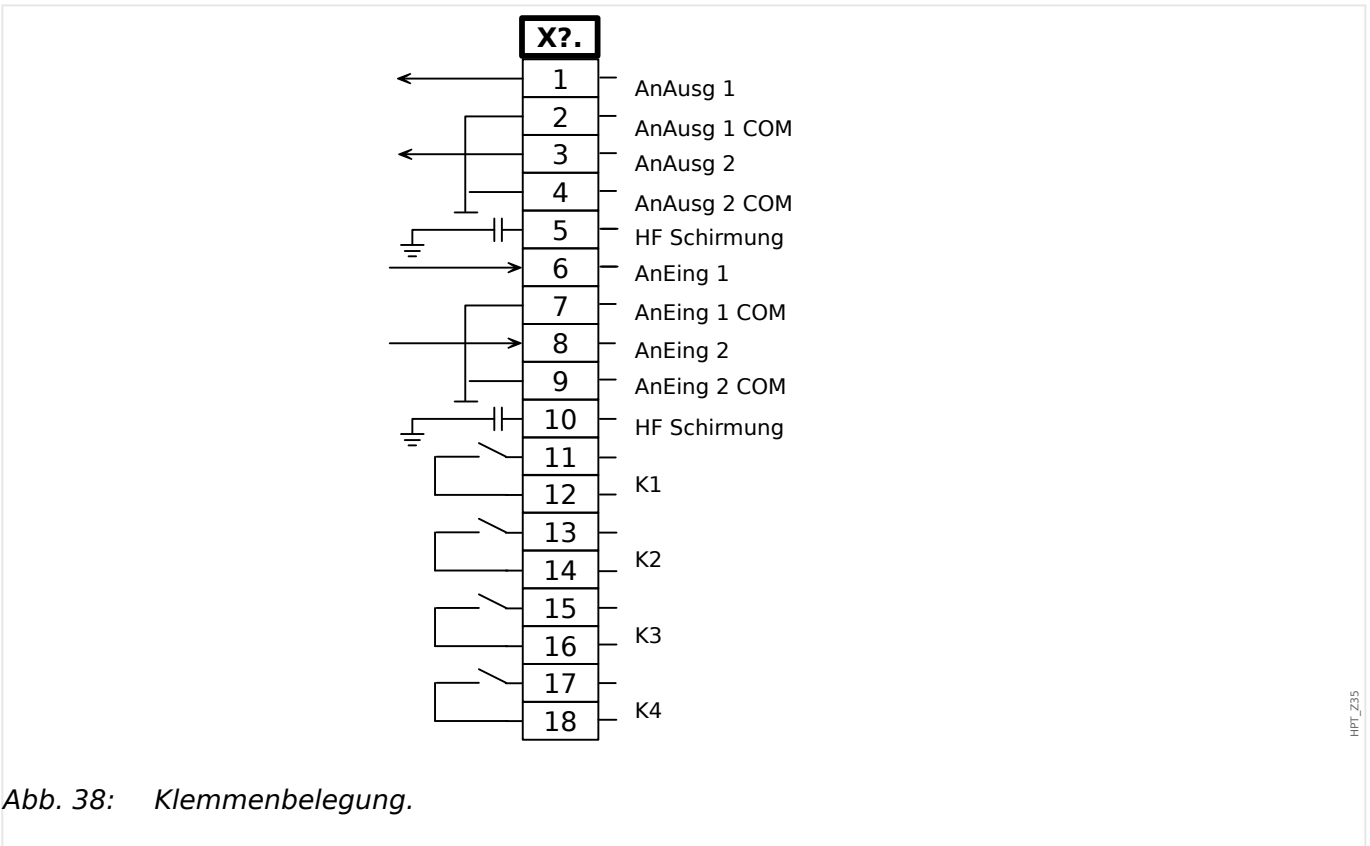 X?.
1 AnAusg 1
2 AnAusg 1 COM
3 AnAusg 2
4 AnAusg 2 COM
5 HF Schirmung
6 AnEing 1
7 AnEing 1 COM
8 AnEing 2
9 AnEing 2 COM
10 HF Schirmung
11
K1
12
13
K2
14
15
K3
16
17
K4
18
HPT_Z35
Abb. 38: Klemmenbelegung.